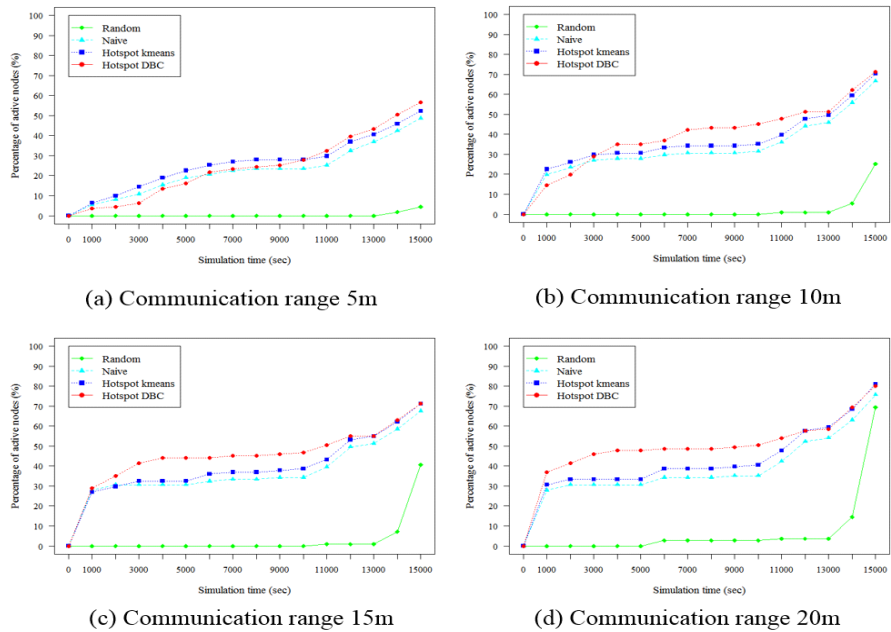 100
90
80
70
60
50
40
30
20
10
0
Percentage of active nodes (%)
Random
Naive
Hotspot kmeans
Hotspot DBC
0 1000 3000 5000 7000 9000 11000 13000 15000
Simulation time (sec)
(a) Communication range 5m
100
90
80
70
60
50
40
30
20
10
0
Percentage of active nodes (%)
Random
Naive
Hotspot kmeans
Hotspot DBC
0 1000 3000 5000 7000 9000 11000 13000 15000
Simulation time (sec)
(b) Communication range 10m
100
90
80
70
60
50
40
30
20
10
0
Percentage of active nodes (%)
Random
Naive
Hotspot kmeans
Hotspot DBC
0 1000 3000 5000 7000 9000 11000 13000 15000
Simulation time (sec)
(c) Communication range 15m
100
90
80
70
60
50
40
30
20
10
0
Percentage of active nodes (%)
Random
Naive
Hotspot kmeans
Hotspot DBC
0 1000 3000 5000 7000 9000 11000 13000 15000
Simulation time (sec)
(d) Communication range 20m